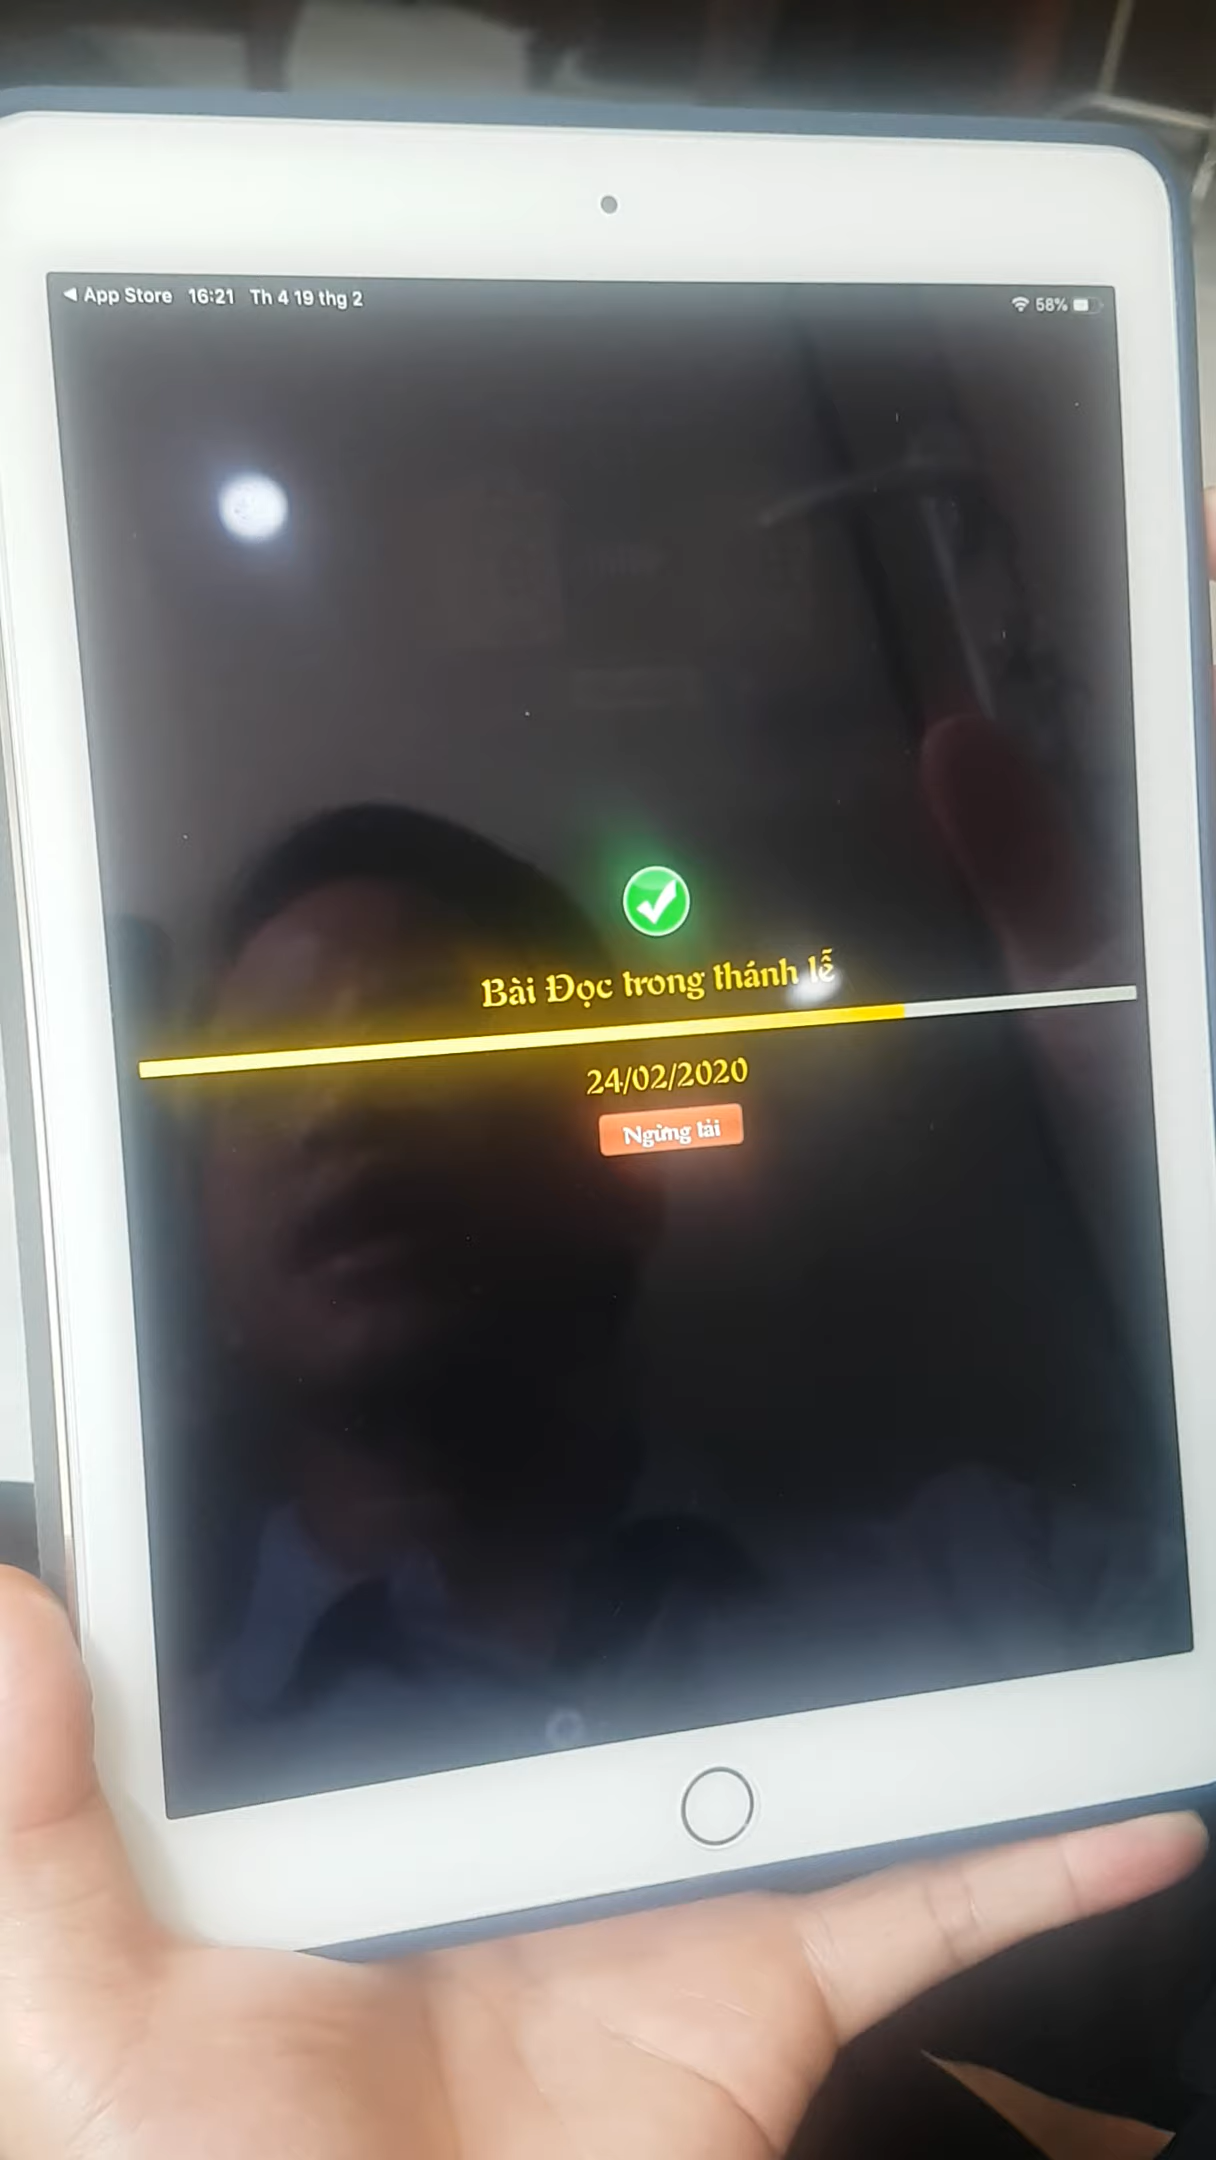 ◀ App Store 16:21 Th 4 19 thg 2 58%
Bài Đọc trong thánh lễ
24/02/2020
Ngừng tải